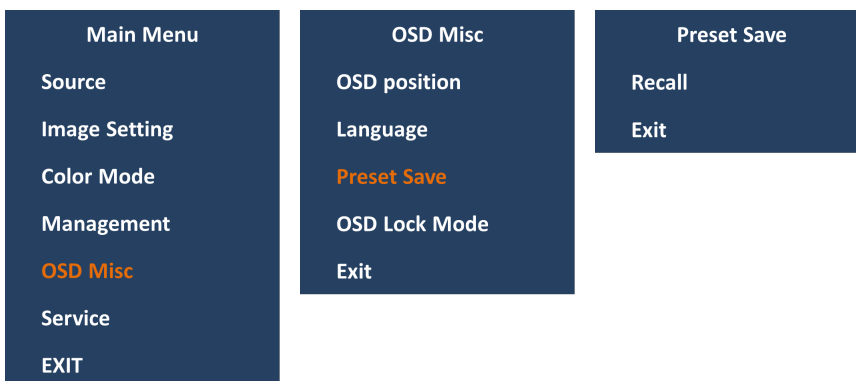 Main Menu
Source
Image Setting
Color Mode
Management
OSD Misc
Service
EXIT
OSD Misc
OSD position
Language
Preset Save
OSD Lock Mode
Exit
Preset Save
Recall
Exit